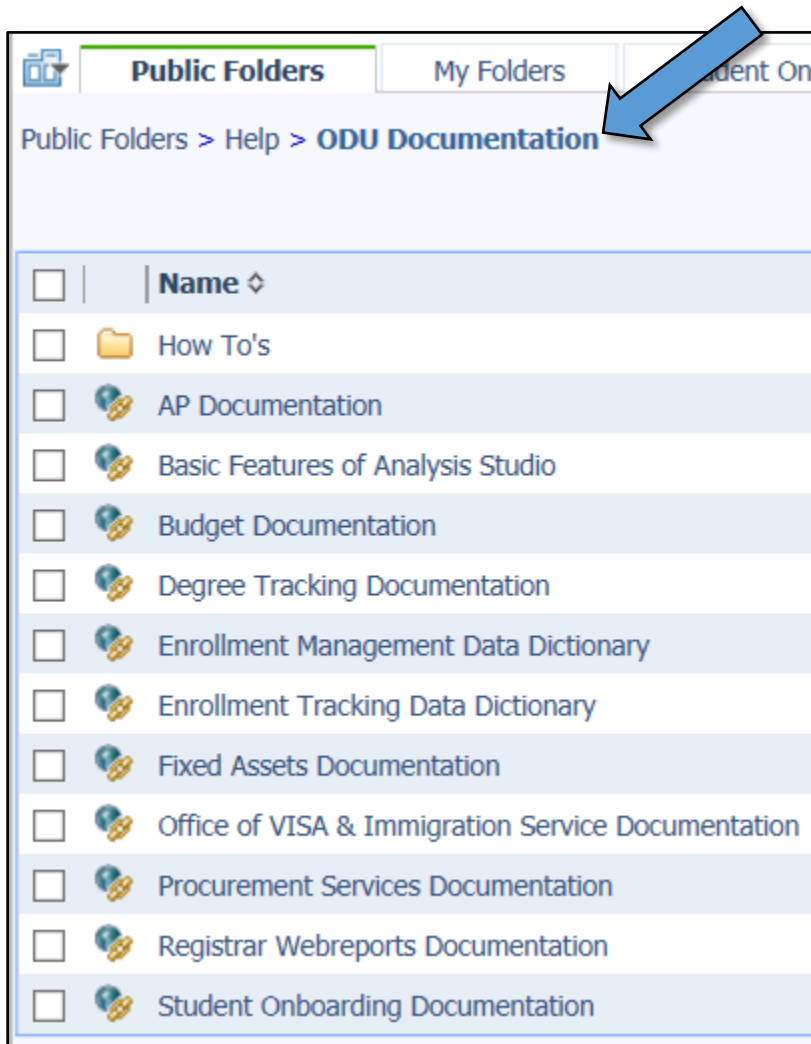 Public Folders My Folders
Public Folders > Help > ODU Documentation
Name
How To's
AP Documentation
Basic Features of Analysis Studio
Budget Documentation
Degree Tracking Documentation
Enrollment Management Data Dictionary
Enrollment Tracking Data Dictionary
Fixed Assets Documentation
Office of VISA & Immigration Service Documentation
Procurement Services Documentation
Registrar Webreports Documentation
Student Onboarding Documentation